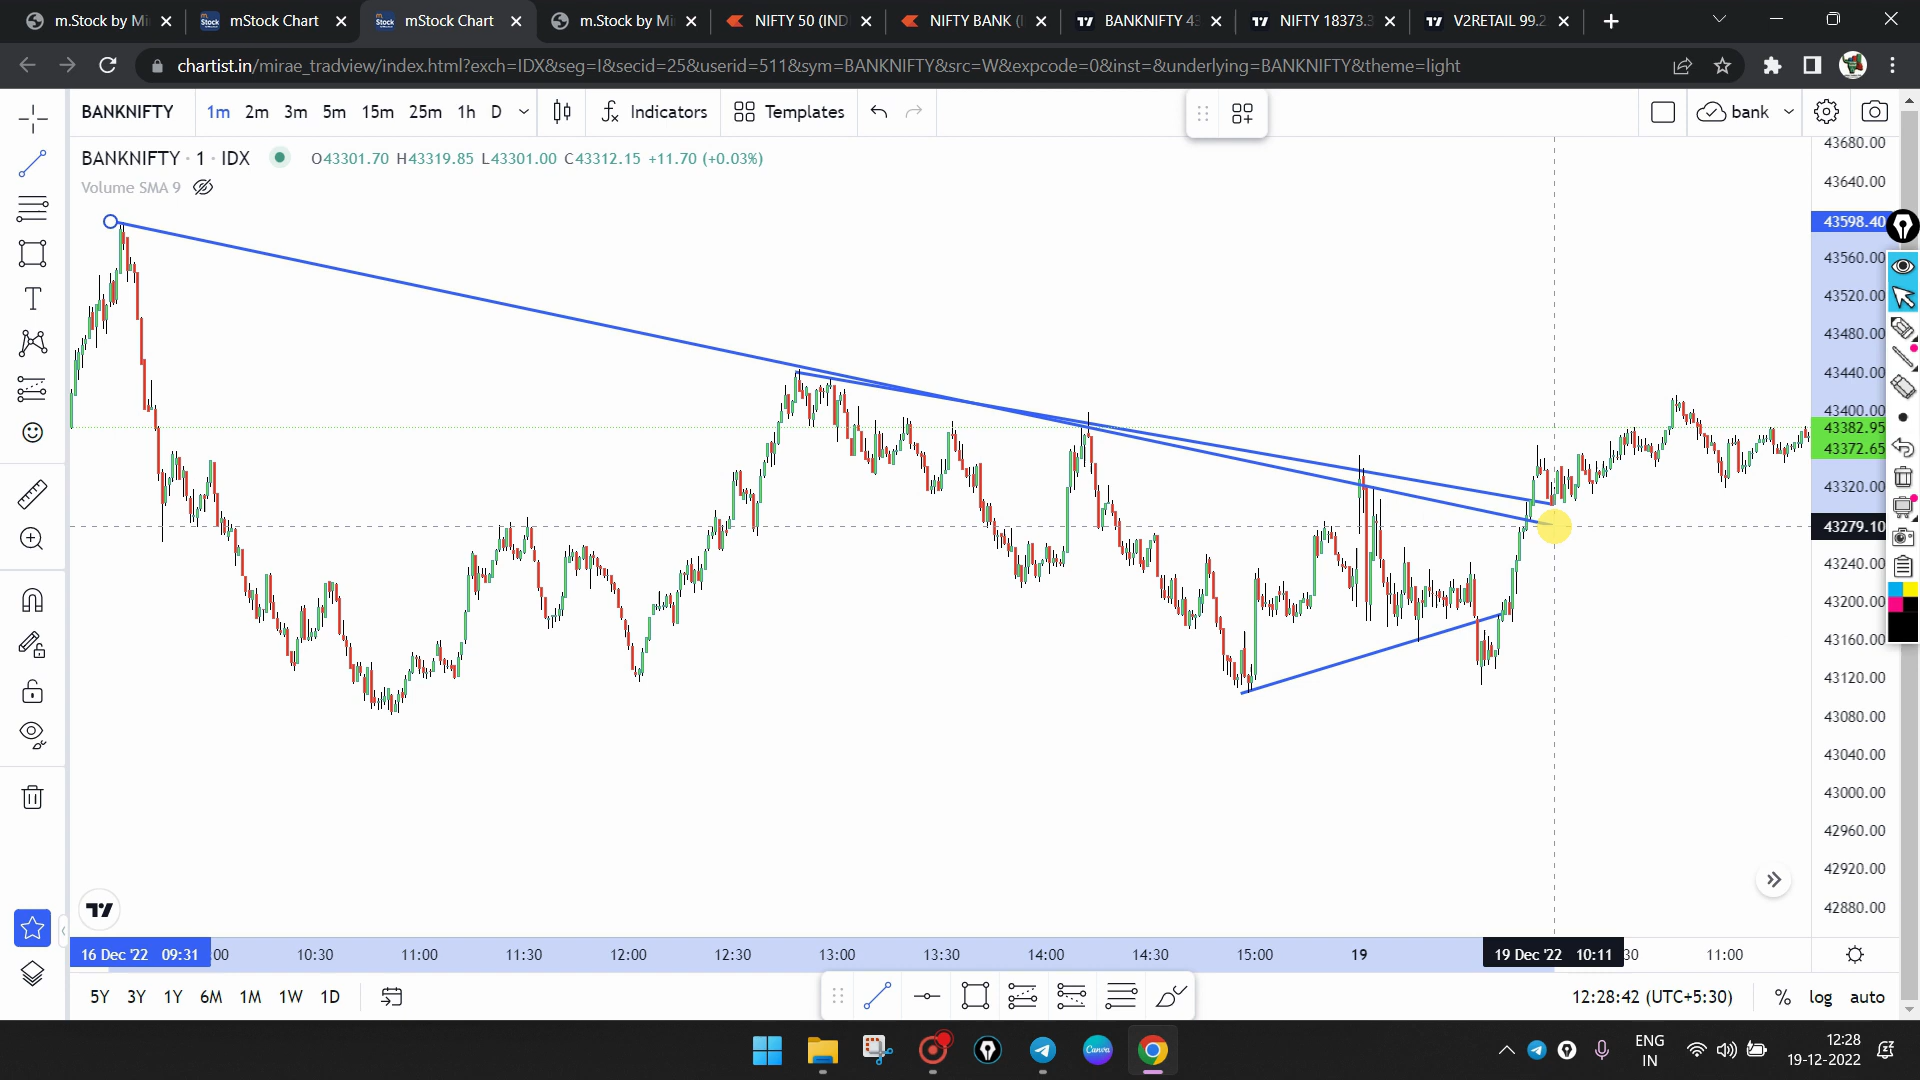 m.Stock by Mi
mStock Chart
mStock Chart
m.Stock by Mi
NIFTY 50 (IND
NIFTY BANK (
BANKNIFTY 43
NIFTY 18373.3
V2RETAIL 99.2
chartist.in/mirae_tradview/index.html?exch=IDX&seg=I&secid=25&userid=511&sym=BANKNIFTY&src=W&expcode=0&inst=&underlying=BANKNIFTY&theme=light
BANKNIFTY 1m 2m 3m 5m 15m 25m 1h D Indicators Templates bank
BANKNIFTY · 1 · IDX O43301.70 H43319.85 L43301.00 C43312.15 +11.70 (+0.03%)
Volume SMA 9
43680.00
43640.00
43598.40
43560.00
43520.00
43480.00
43440.00
43400.00
43382.95
43372.65
43320.00
43279.10
43240.00
43200.00
43160.00
43120.00
43080.00
43040.00
43000.00
42960.00
42920.00
42880.00
16 Dec '22 09:31 :00 10:30 11:00 11:30 12:00 12:30 13:00 13:30 14:00 14:30 15:00 19 19 Dec '22 10:11 30 11:00
5Y 3Y 1Y 6M 1M 1W 1D 12:28:42 (UTC+5:30) % log auto
Canva
ENG
IN
12:28
19-12-2022